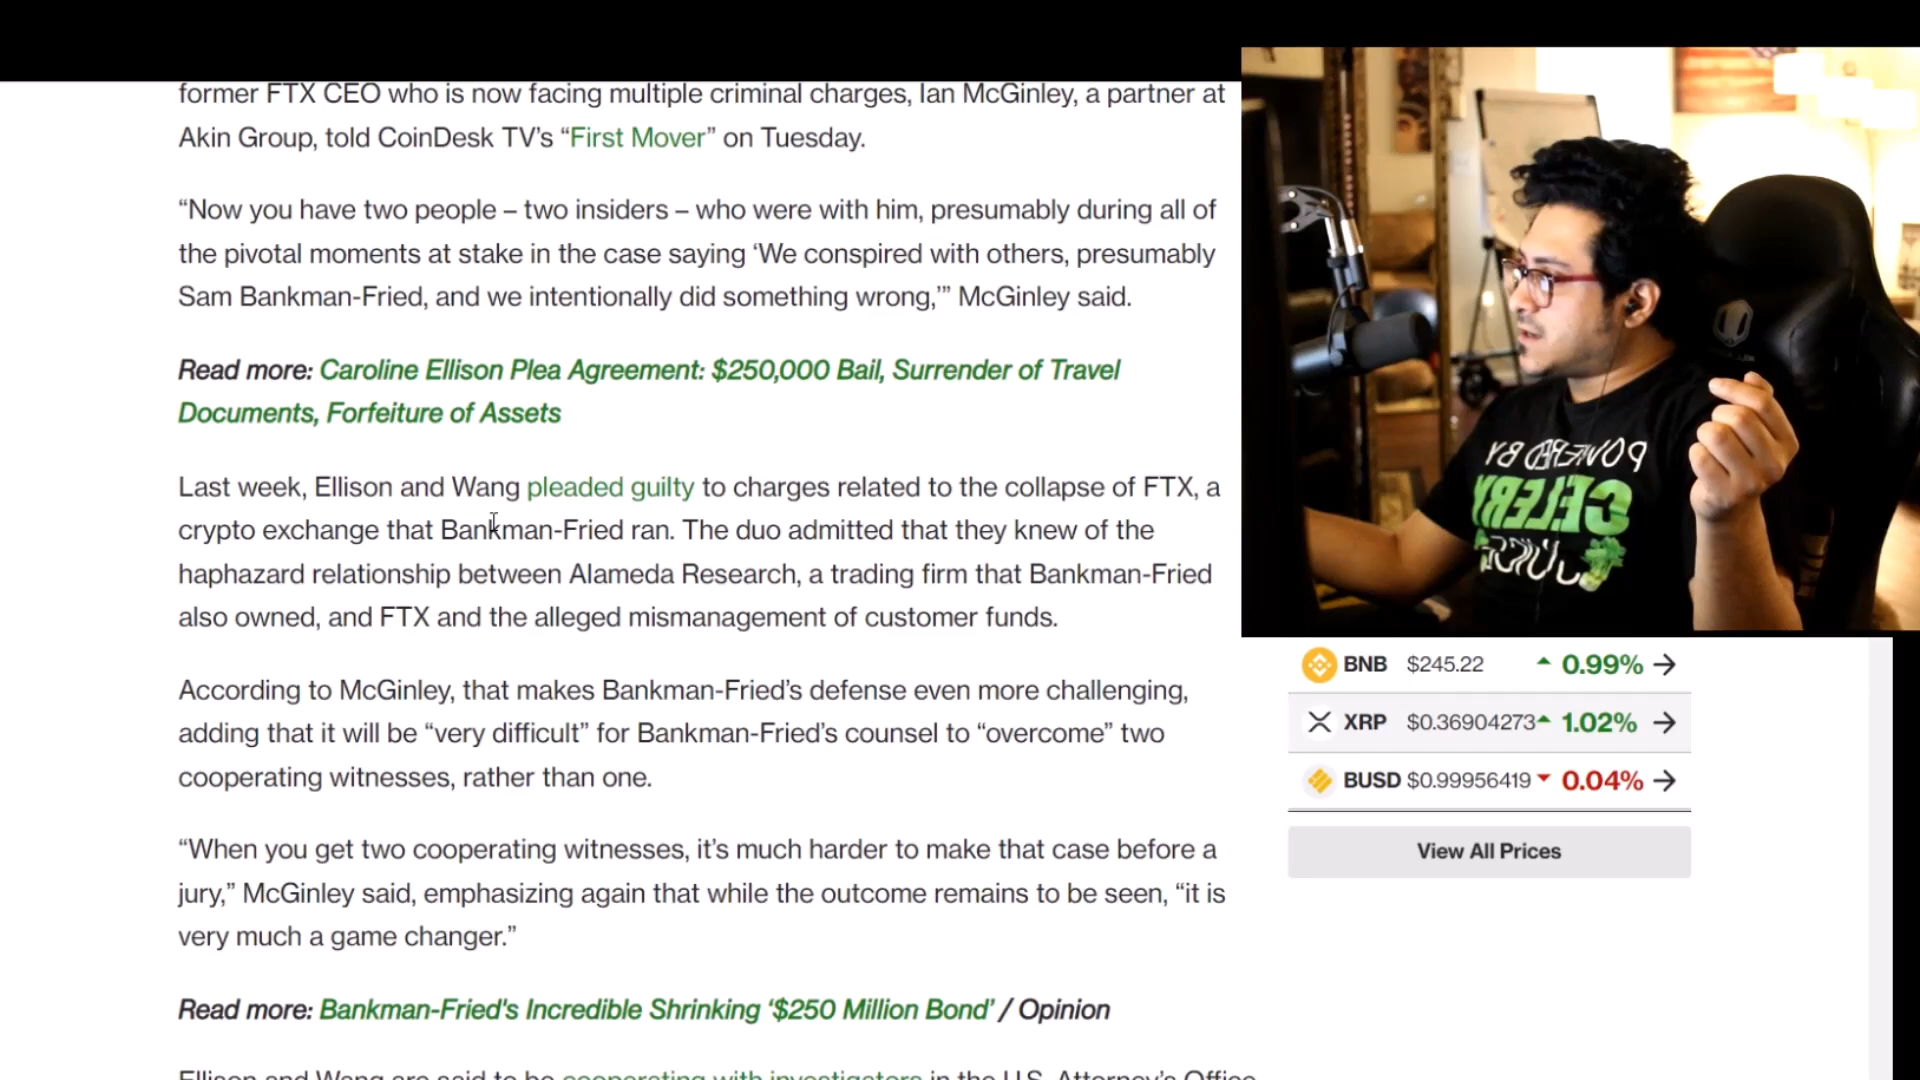 former FTX CEO who is now facing multiple criminal charges, Ian McGinley, a partner at
Akin Group, told CoinDesk TV’s “First Mover” on Tuesday.
“Now you have two people – two insiders – who were with him, presumably during all of
the pivotal moments at stake in the case saying ‘We conspired with others, presumably
Sam Bankman-Fried, and we intentionally did something wrong,’” McGinley said.
Read more: Caroline Ellison Plea Agreement: $250,000 Bail, Surrender of Travel
Documents, Forfeiture of Assets
Last week, Ellison and Wang pleaded guilty to charges related to the collapse of FTX, a
crypto exchange that Bankman-Fried ran. The duo admitted that they knew of the
haphazard relationship between Alameda Research, a trading firm that Bankman-Fried
also owned, and FTX and the alleged mismanagement of customer funds.
According to McGinley, that makes Bankman-Fried’s defense even more challenging,
adding that it will be “very difficult” for Bankman-Fried’s counsel to “overcome” two
cooperating witnesses, rather than one.
“When you get two cooperating witnesses, it’s much harder to make that case before a
jury,” McGinley said, emphasizing again that while the outcome remains to be seen, “it is
very much a game changer.”
Read more: Bankman-Fried's Incredible Shrinking ‘$250 Million Bond’ / Opinion
Ellison and Wang are said to be cooperating with investigators in the U.S. Attorney’s Office
POWERED BY
CELERY
JUICE
BNB $245.22 0.99%
XRP $0.36904273 1.02%
BUSD $0.99956419 0.04%
View All Prices